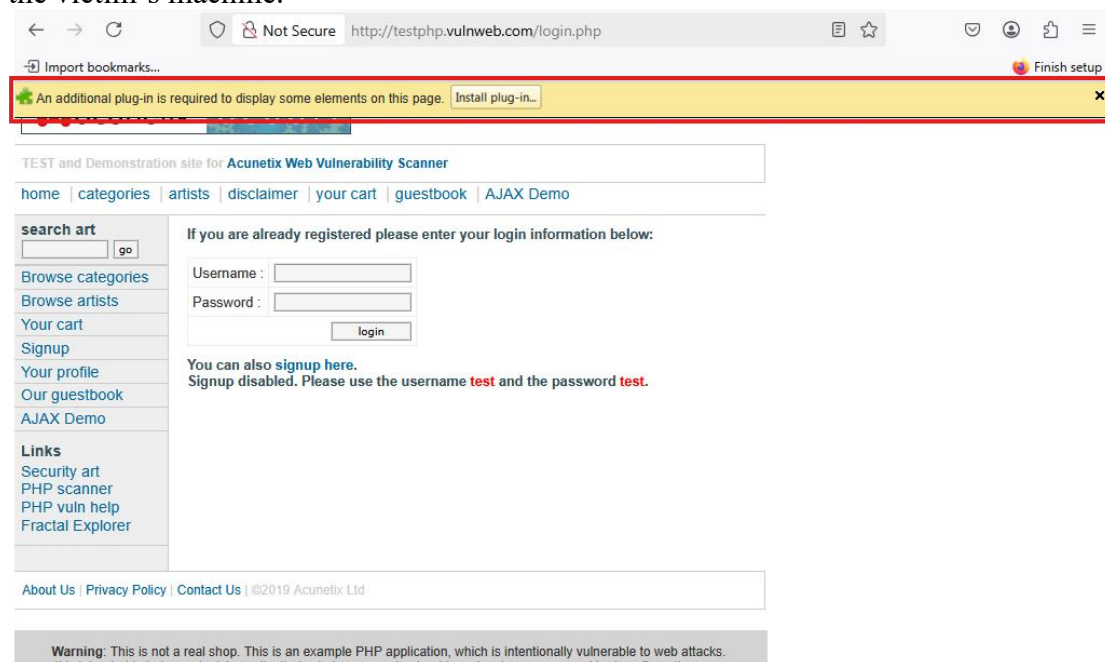 the victim's machine.
Not Secure http://testphp.vulnweb.com/login.php
Import bookmarks...
Finish setup
An additional plug-in is required to display some elements on this page. Install plug-in...
TEST and Demonstration site for Acunetix Web Vulnerability Scanner
home | categories | artists | disclaimer | your cart | guestbook | AJAX Demo
search art
go
Browse categories
Browse artists
Your cart
Signup
Your profile
Our guestbook
AJAX Demo
Links
Security art
PHP scanner
PHP vuln help
Fractal Explorer
If you are already registered please enter your login information below:
Username :
Password :
login
You can also signup here.
Signup disabled. Please use the username test and the password test.
About Us | Privacy Policy | Contact Us | ©2019 Acunetix Ltd
Warning: This is not a real shop. This is an example PHP application, which is intentionally vulnerable to web attacks.